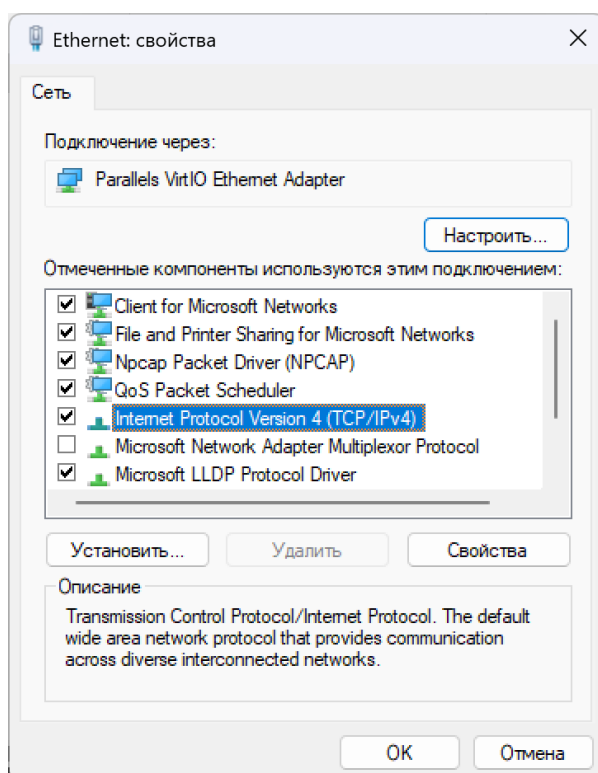 Ethernet: свойства
Сеть
Подключение через:
Parallels VirtIO Ethernet Adapter
Настроить...
Отмеченные компоненты используются этим подключением:
Client for Microsoft Networks
File and Printer Sharing for Microsoft Networks
Npcap Packet Driver (NPCAP)
QoS Packet Scheduler
Internet Protocol Version 4 (TCP/IPv4)
Microsoft Network Adapter Multiplexor Protocol
Microsoft LLDP Protocol Driver
Установить... Удалить Свойства
Описание
Transmission Control Protocol/Internet Protocol. The default
wide area network protocol that provides communication
across diverse interconnected networks.
OK Отмена